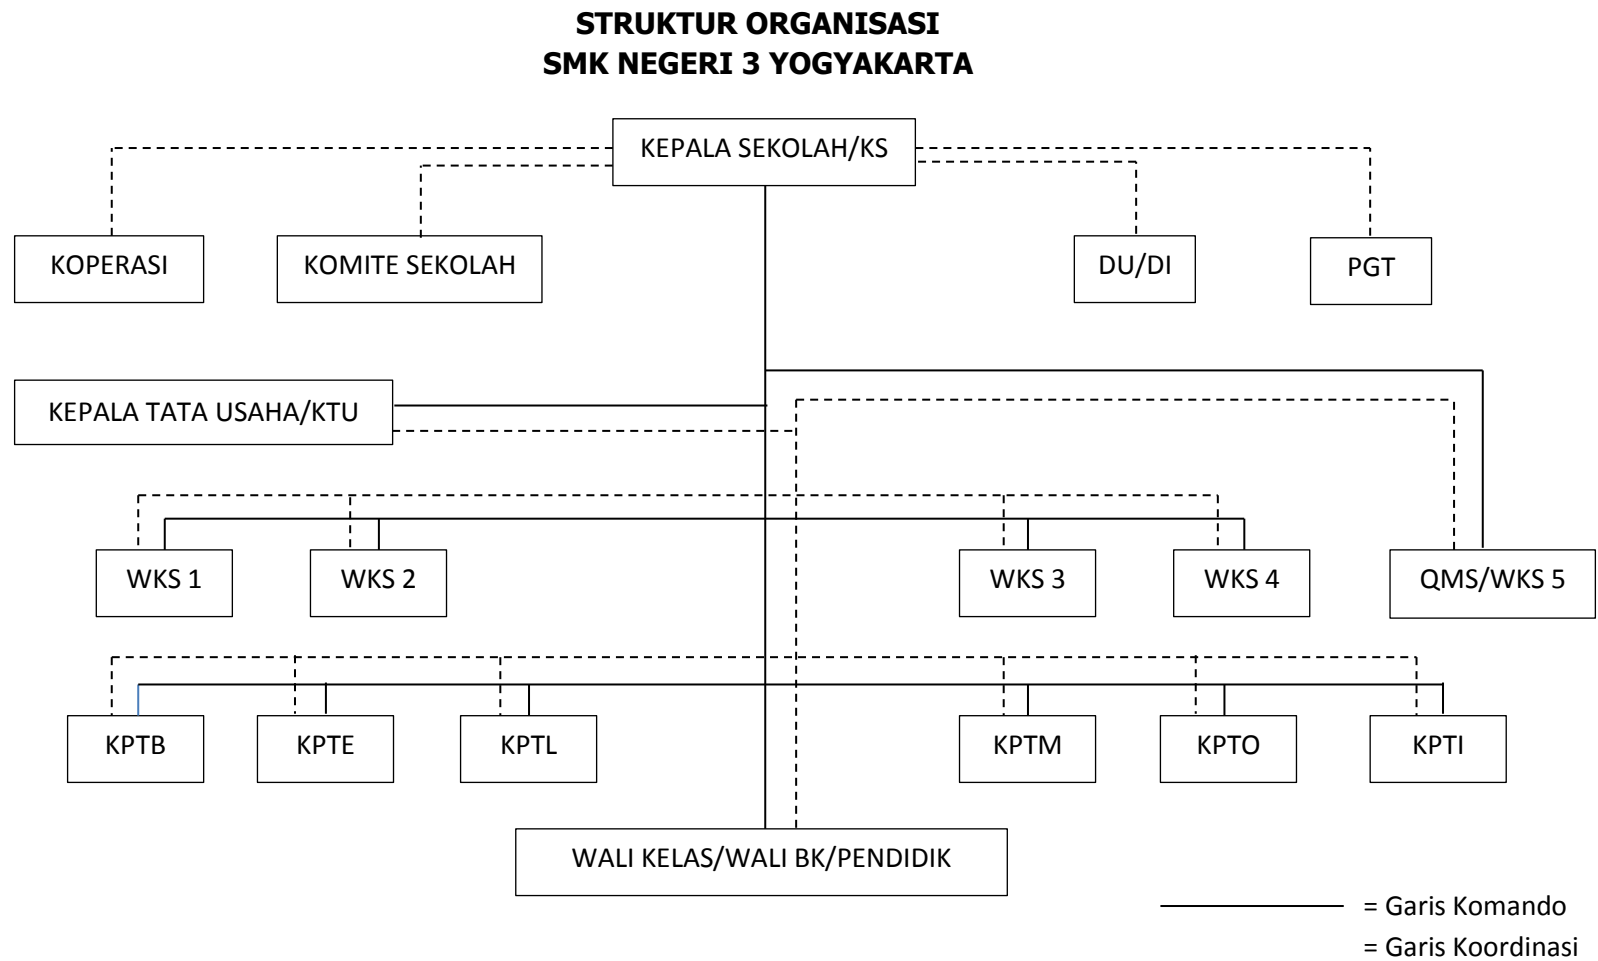 STRUKTUR ORGANISASI
SMK NEGERI 3 YOGYAKARTA
KEPALA SEKOLAH/KS
KOPERASI
KOMITE SEKOLAH
DU/DI
PGT
KEPALA TATA USAHA/KTU
WKS 1
WKS 2
WKS 3
WKS 4
QMS/WKS 5
KPTB
KPTE
KPTL
KPTM
KPTO
KPTI
WALI KELAS/WALI BK/PENDIDIK
= Garis Komando
= Garis Koordinasi